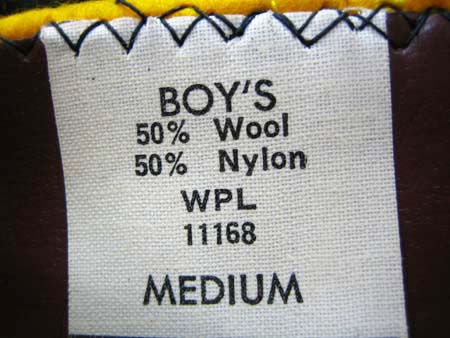 BOY'S
50% Wool
50% Nylon
WPL
11168
MEDIUM